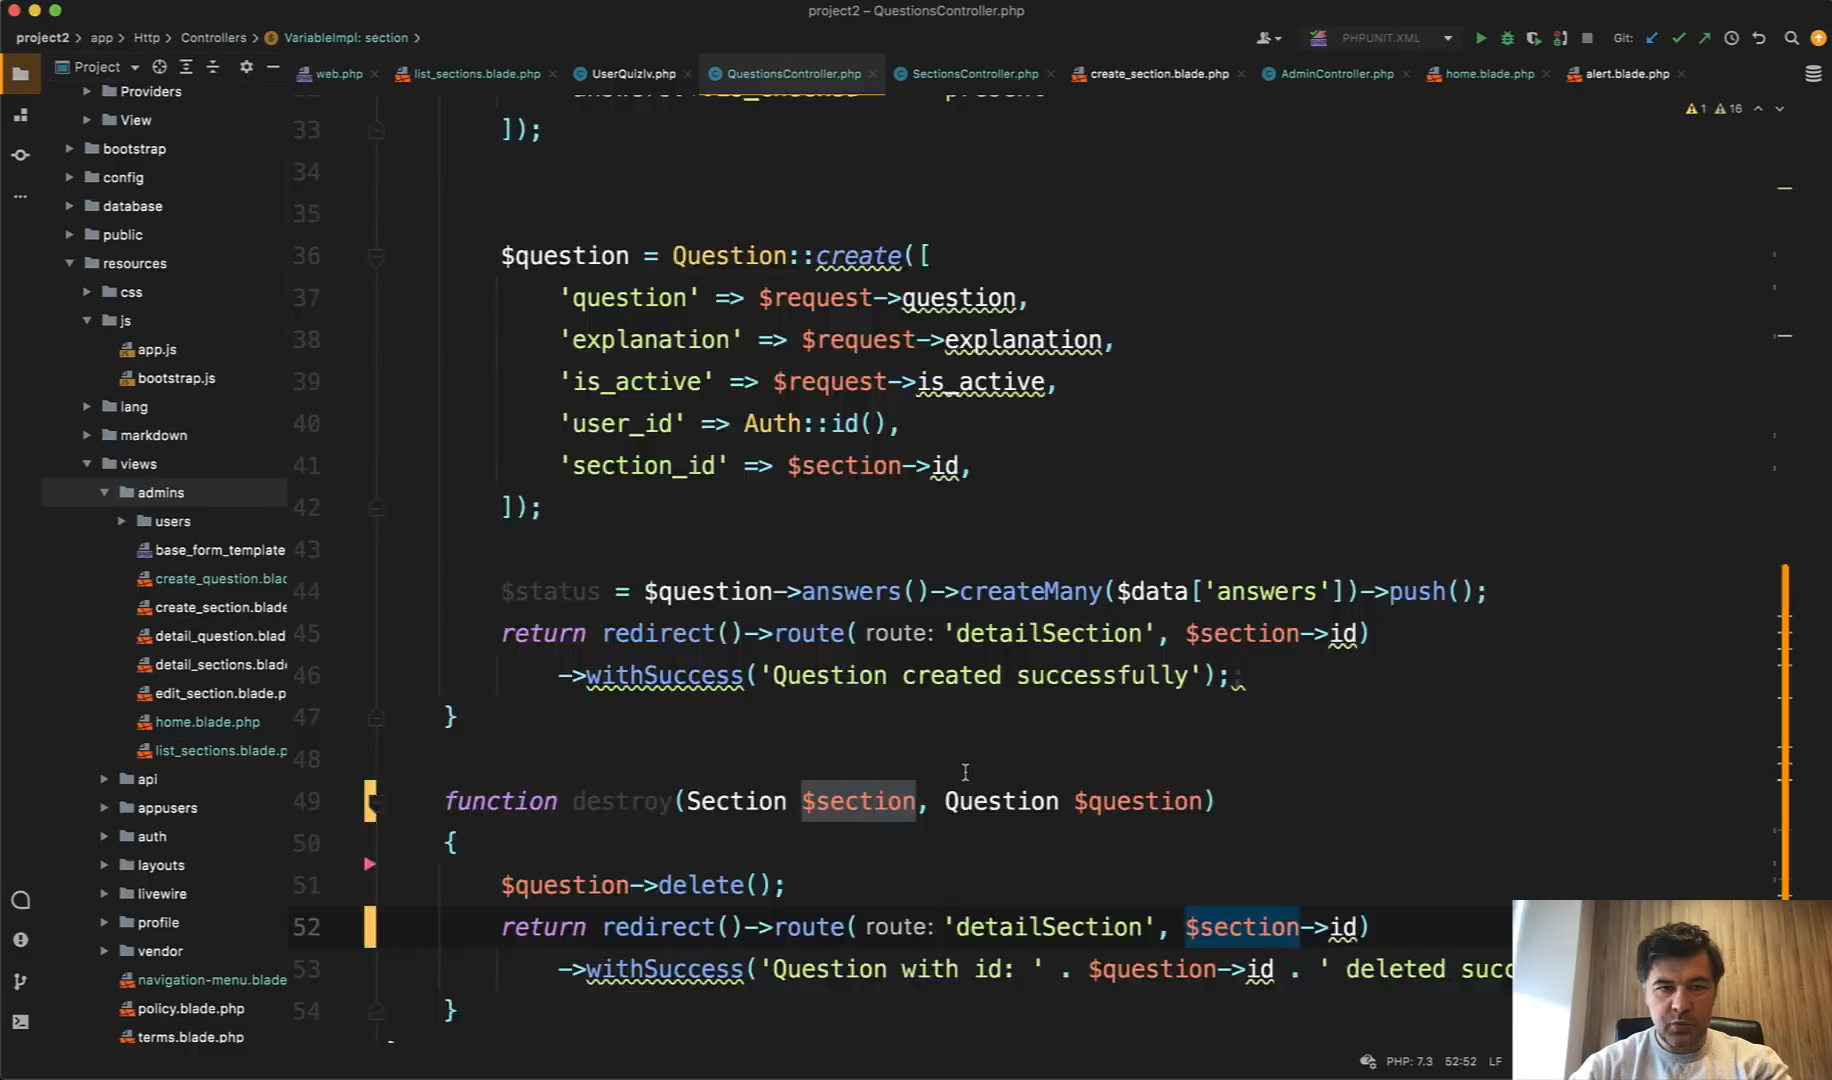 project2 – QuestionsController.php
project2 › app › Http › Controllers › VariableImpl: section ›
PHPUNIT.XML
Git:
Project
web.php
list_sections.blade.php
UserQuizlv.php
QuestionsController.php
SectionsController.php
create_section.blade.php
AdminController.php
home.blade.php
alert.blade.php
1 16
Providers
View
bootstrap
config
database
public
resources
css
js
app.js
bootstrap.js
lang
markdown
views
admins
users
base_form_template
create_question.blad
create_section.blade
detail_question.blad
detail_sections.blade
edit_section.blade.p
home.blade.php
list_sections.blade.p
api
appusers
auth
layouts
livewire
profile
vendor
navigation-menu.blade
policy.blade.php
terms.blade.php
33 ]);
34
35
36 $question = Question::create([
37 'question' => $request->question,
38 'explanation' => $request->explanation,
39 'is_active' => $request->is_active,
40 'user_id' => Auth::id(),
41 'section_id' => $section->id,
42 ]);
43
44 $status = $question->answers()->createMany($data['answers'])->push();
45 return redirect()->route( route: 'detailSection', $section->id)
46 ->withSuccess('Question created successfully');;
47 }
48
49 function destroy(Section $section, Question $question)
50 {
51 $question->delete();
52 return redirect()->route( route: 'detailSection', $section->id)
53 ->withSuccess('Question with id: ' . $question->id . ' deleted succ
54 }
PHP: 7.3 52:52 LF